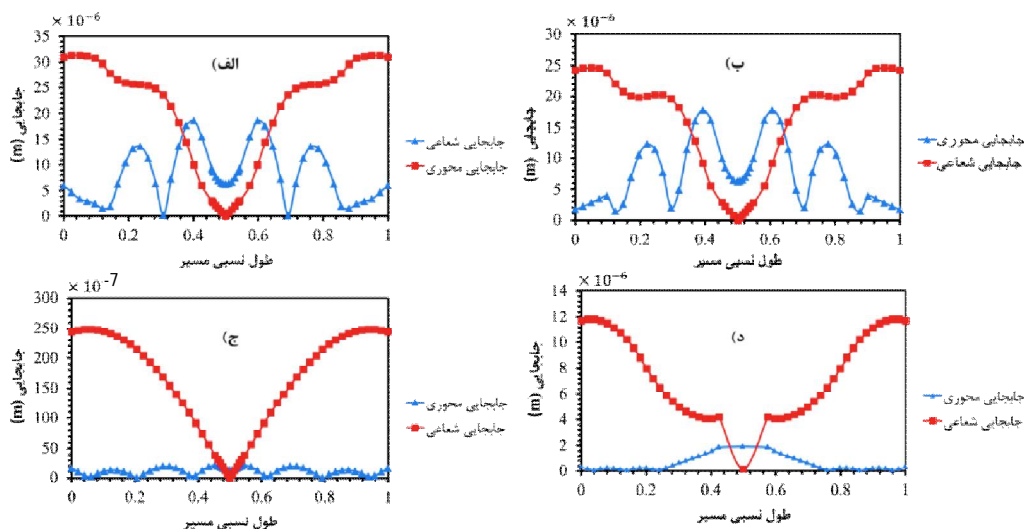 × 10⁻⁶
35
30
25
20
15
10
5
0
جابجایی (m)
الف)
0 0.2 0.4 0.6 0.8 1
طول نسبی مسیر
جابجایی شعاعی
جابجایی محوری
× 10⁻⁶
30
25
20
15
10
5
0
جابجایی (m)
ب)
0 0.2 0.4 0.6 0.8 1
طول نسبی مسیر
جابجایی محوری
جابجایی شعاعی
× 10⁻⁷
300
250
200
150
100
50
0
جابجایی (m)
ج)
0 0.2 0.4 0.6 0.8 1
طول نسبی مسیر
جابجایی محوری
جابجایی شعاعی
× 10⁻⁶
14
12
10
8
6
4
2
0
جابجایی (m)
د)
0 0.2 0.4 0.6 0.8 1
طول نسبی مسیر
جابجایی محوری
جابجایی شعاعی